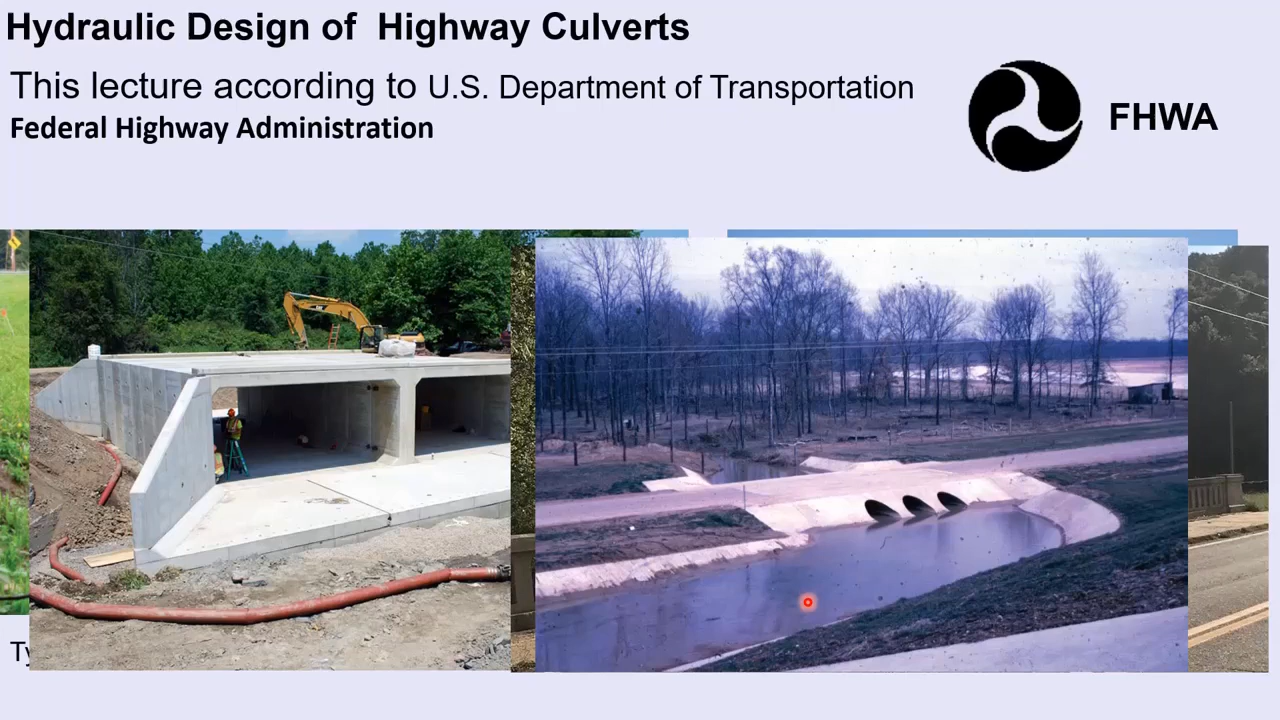 Hydraulic Design of  Highway Culverts
This lecture according to U.S. Department of Transportation
Federal Highway Administration
FHWA